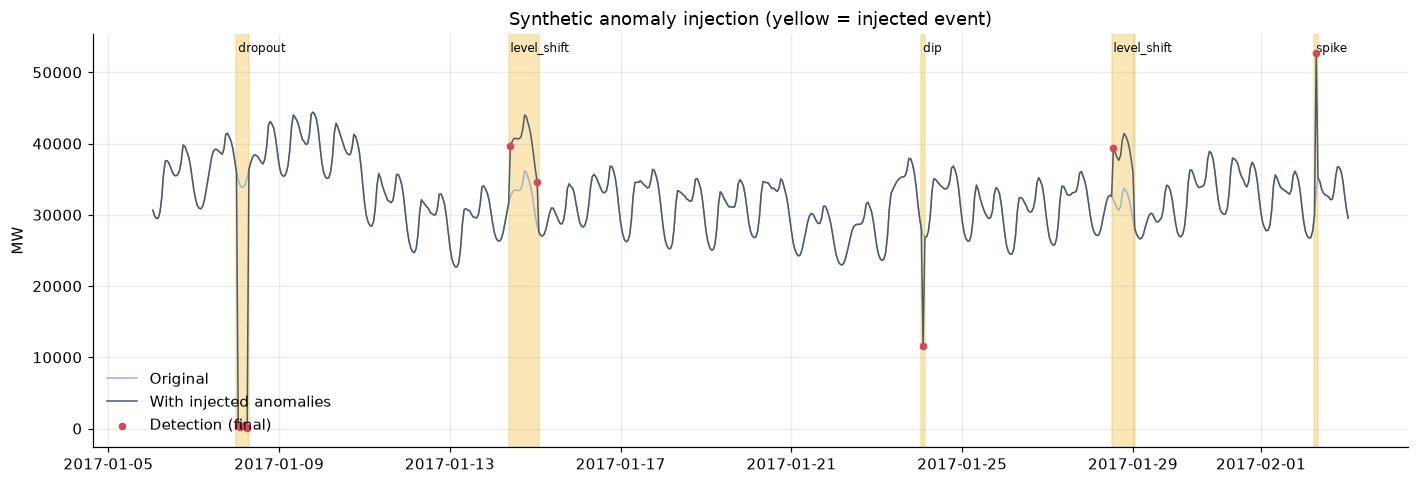 Synthetic anomaly injection (yellow = injected event)
dropout
level_shift
dip
level_shift
spike
50000
40000
30000
20000
10000
0
MW
Original
With injected anomalies
Detection (final)
2017-01-05
2017-01-09
2017-01-13
2017-01-17
2017-01-21
2017-01-25
2017-01-29
2017-02-01